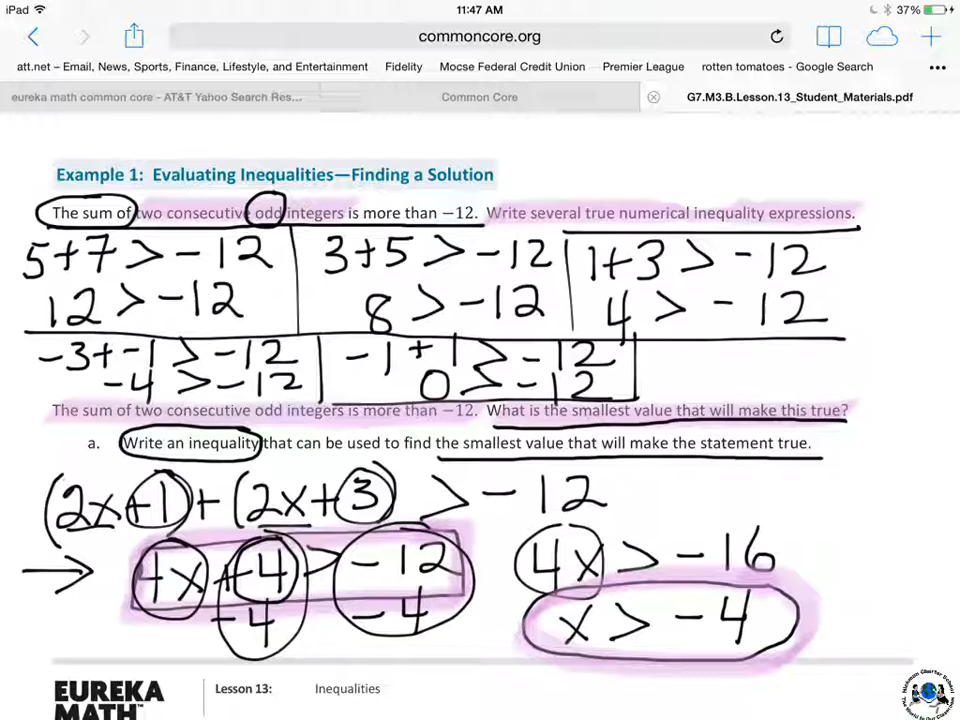 iPad 11:47 AM 37%
commoncore.org
att.net – Email, News, Sports, Finance, Lifestyle, and Entertainment Fidelity Mocse Federal Credit Union Premier League rotten tomatoes - Google Search
eureka math common core - AT&T Yahoo Search Res... Common Core G7.M3.B.Lesson.13_Student_Materials.pdf
Example 1: Evaluating Inequalities—Finding a Solution
The sum of two consecutive odd integers is more than −12. Write several true numerical inequality expressions.
5+7 > -12 3+5 > -12 1+3 > -12
12 > -12 8 > -12 4 > -12
-3+-1 > -12 -1+1 > -12
-4 > -12 0 > -12
The sum of two consecutive odd integers is more than −12. What is the smallest value that will make this true?
a. Write an inequality that can be used to find the smallest value that will make the statement true.
(2x+1)+(2x+3) > -12
→ 4x+4 > -12 4x > -16
-4 -4 x > -4
EUREKA MATH Lesson 13: Inequalities